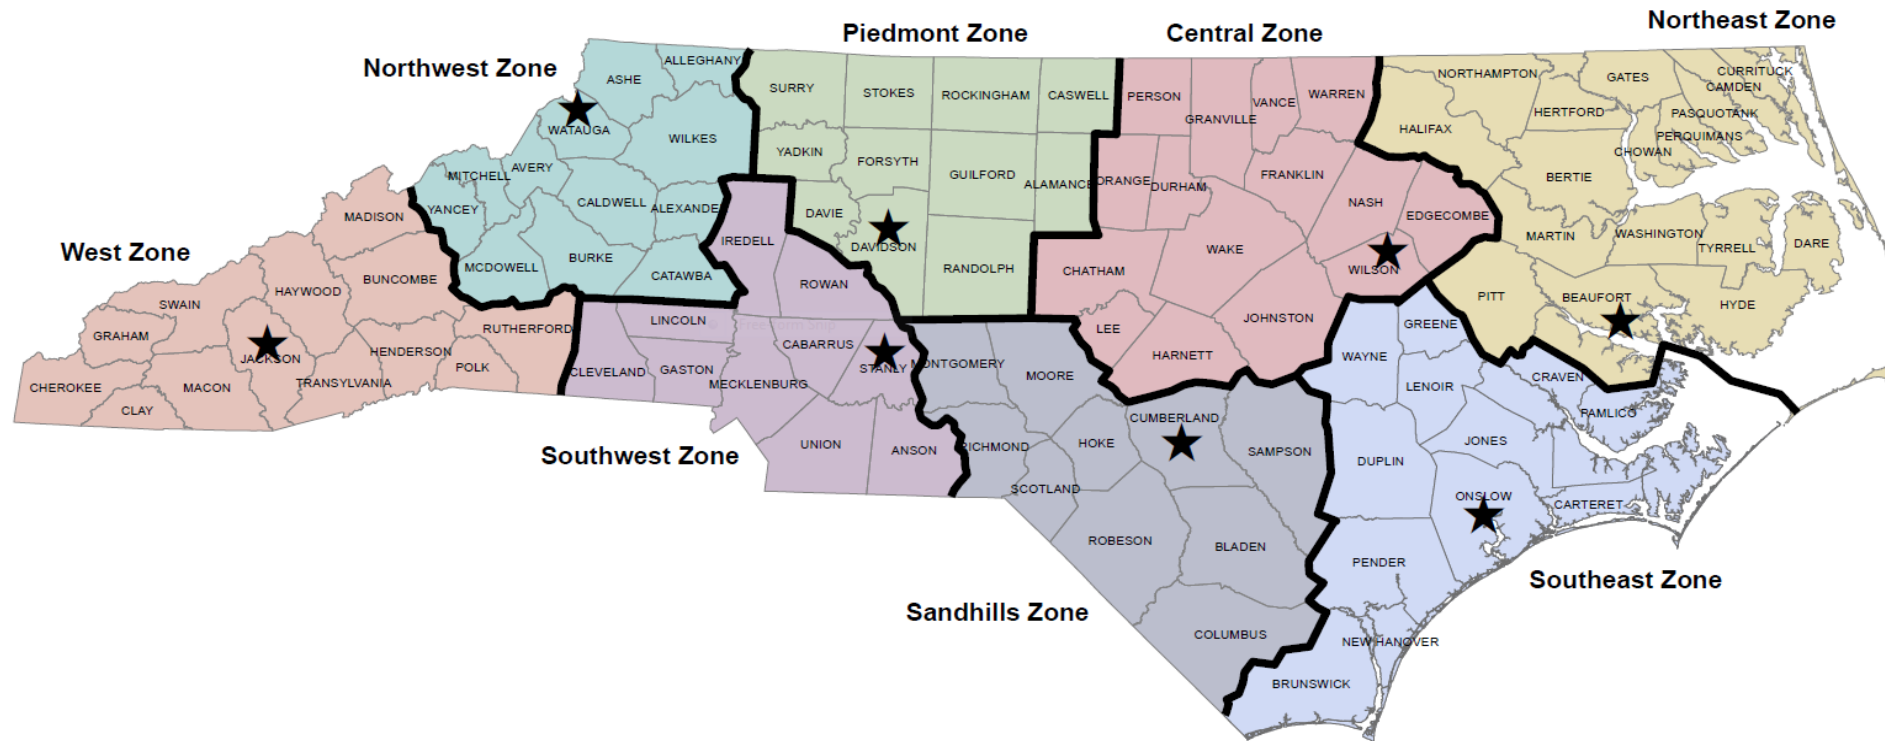 Northwest Zone
Piedmont Zone
Central Zone
Northeast Zone
West Zone
Southwest Zone
Sandhills Zone
Southeast Zone
ASHE
ALLEGHANY
WATAUGA
WILKES
MITCHELL
AVERY
YANCEY
CALDWELL
ALEXANDE
MCDOWELL
BURKE
CATAWBA
MADISON
BUNCOMBE
HAYWOOD
SWAIN
GRAHAM
JACKSON
CHEROKEE
CLAY
MACON
TRANSYLVANIA
HENDERSON
POLK
RUTHERFORD
SURRY
STOKES
ROCKINGHAM
CASWELL
YADKIN
FORSYTH
GUILFORD
ALAMANCE
DAVIE
DAVIDSON
RANDOLPH
IREDELL
ROWAN
LINCOLN
CABARRUS
CLEVELAND
GASTON
MECKLENBURG
STANLY
UNION
ANSON
PERSON
GRANVILLE
VANCE
WARREN
ORANGE
DURHAM
FRANKLIN
NASH
EDGECOMBE
WAKE
WILSON
CHATHAM
LEE
HARNETT
JOHNSTON
NORTHAMPTON
GATES
CURRITUCK
CAMDEN
HERTFORD
PASQUOTANK
PERQUIMANS
HALIFAX
CHOWAN
BERTIE
MARTIN
WASHINGTON
TYRRELL
DARE
PITT
BEAUFORT
HYDE
MONTGOMERY
MOORE
RICHMOND
HOKE
CUMBERLAND
SAMPSON
SCOTLAND
ROBESON
BLADEN
COLUMBUS
GREENE
WAYNE
LENOIR
CRAVEN
PAMLICO
JONES
DUPLIN
ONSLOW
CARTERET
PENDER
NEW HANOVER
BRUNSWICK